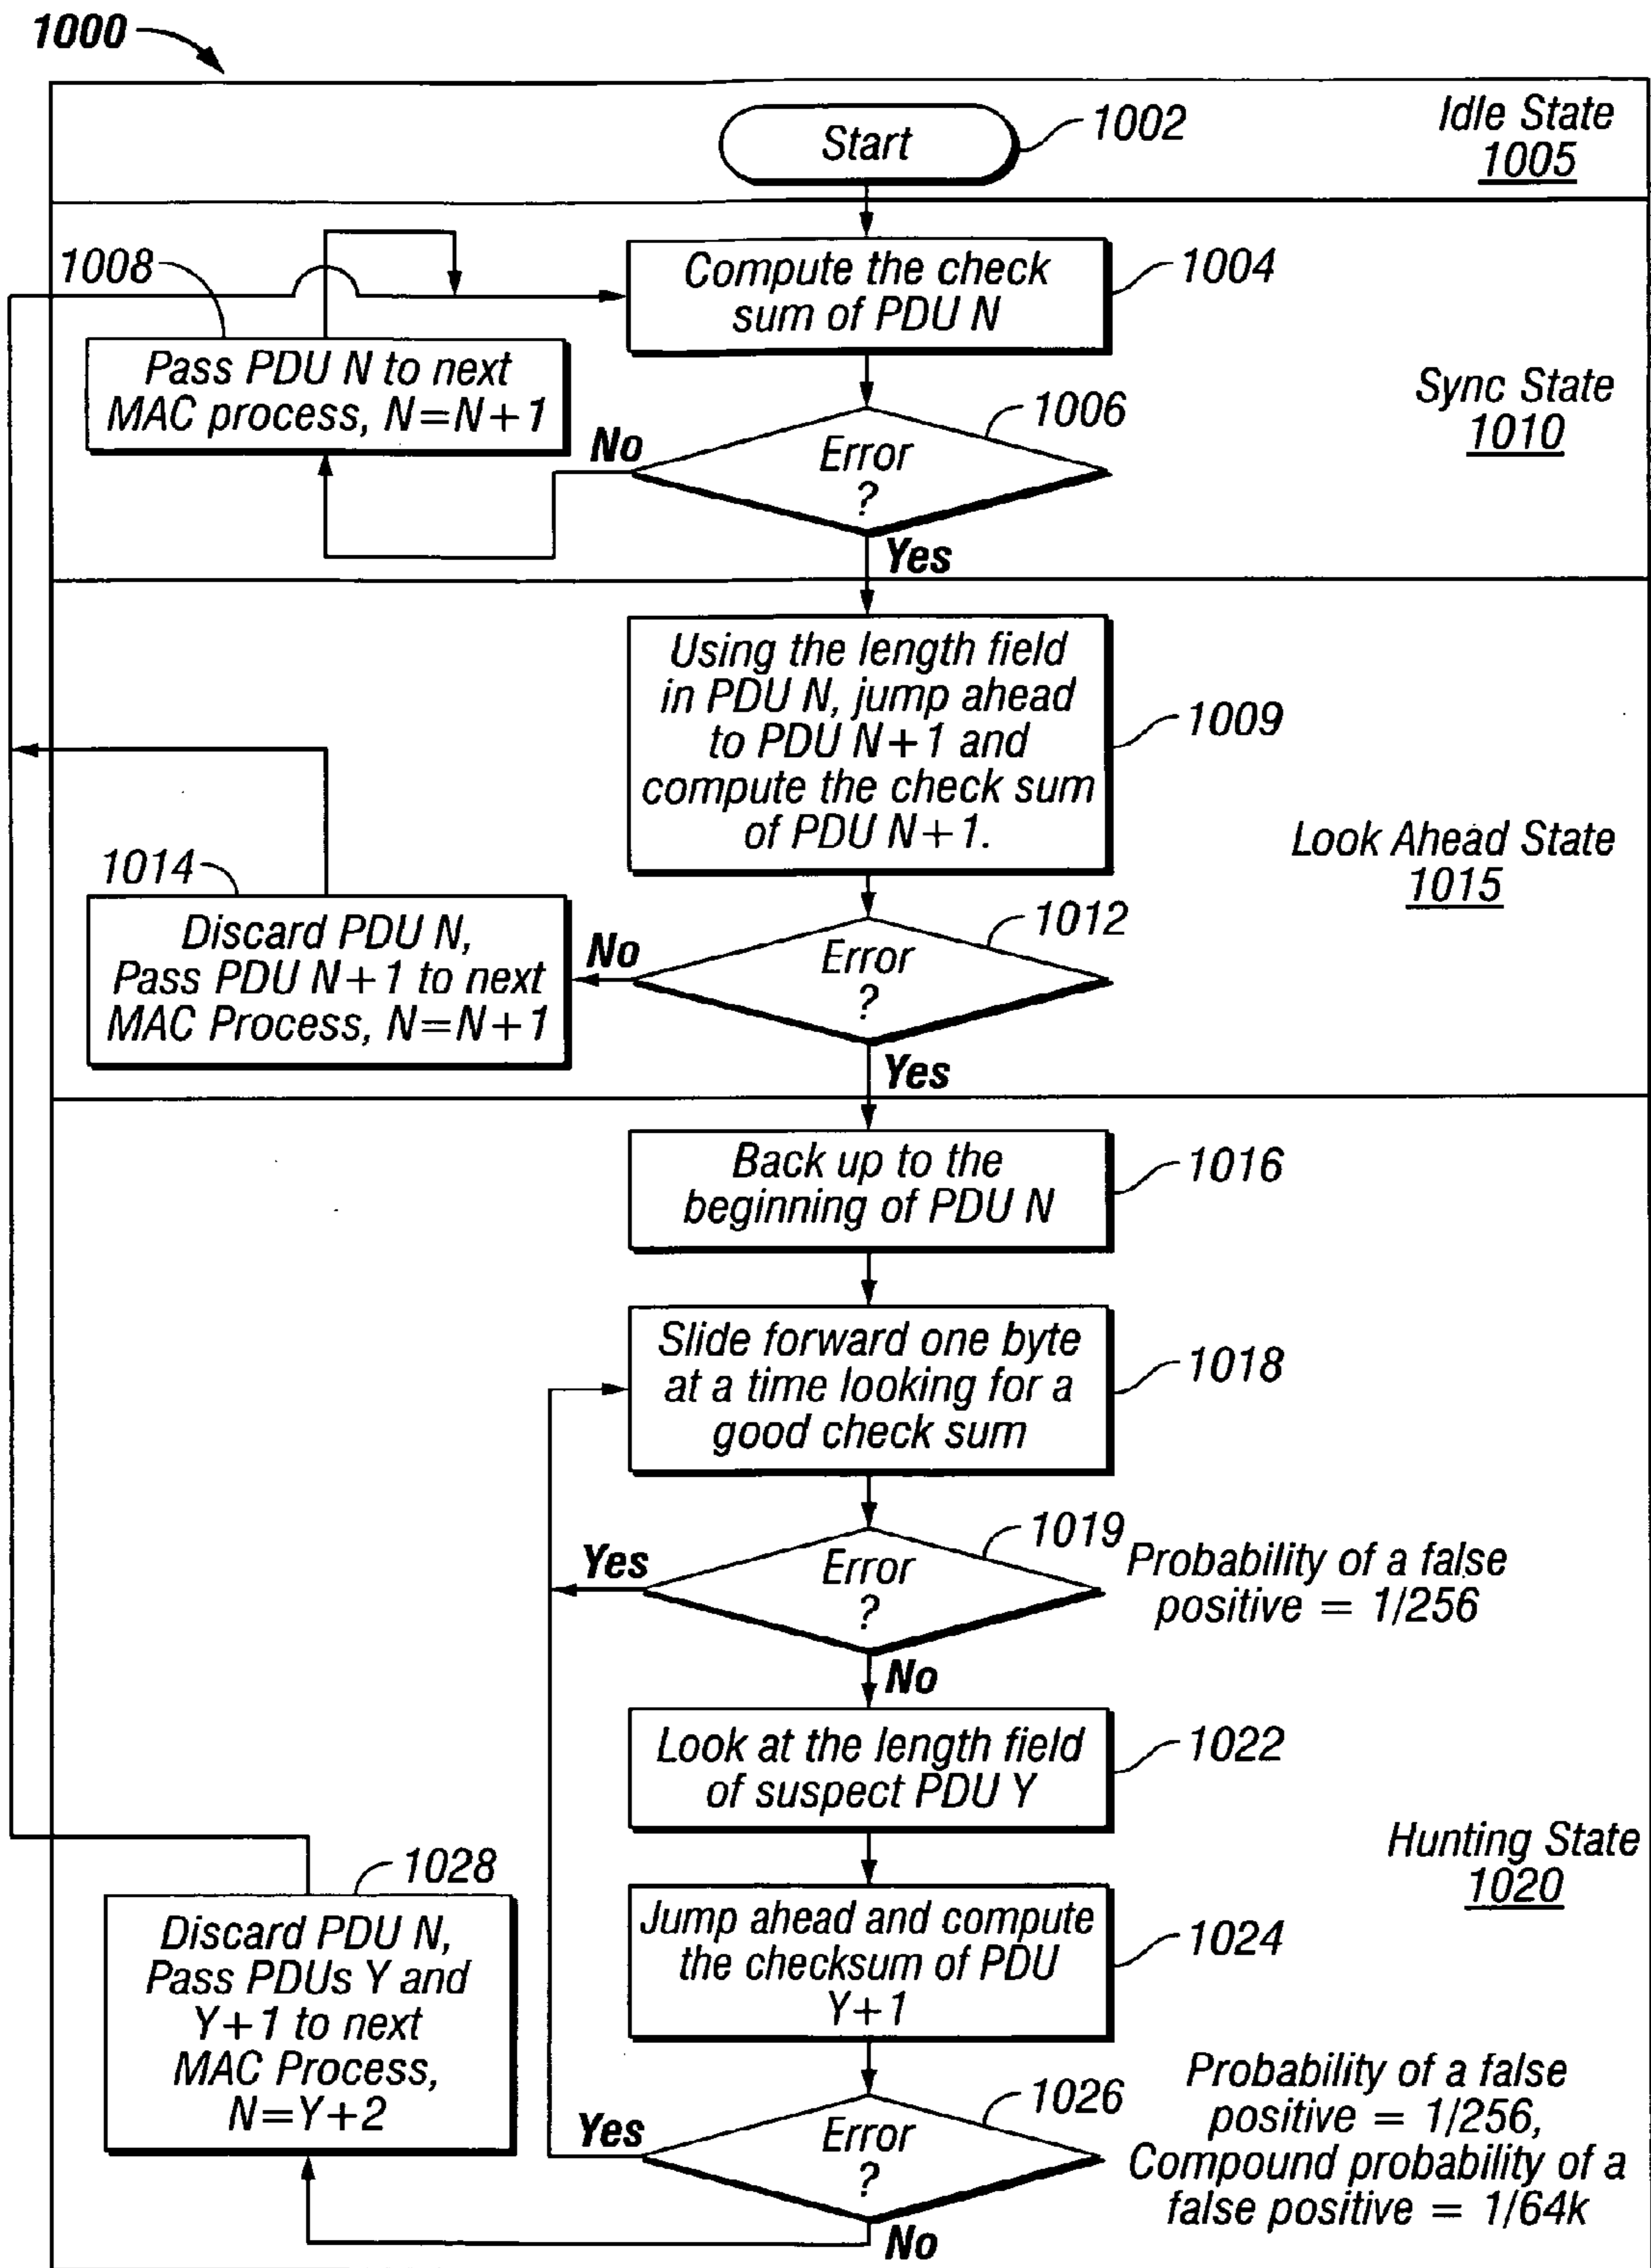 1000
Idle State
1005
Start
1002
1008
Compute the check
sum of PDU N
1004
Pass PDU N to next
MAC process, N=N+1
Sync State
1010
1006
Error
?
No
Yes
Using the length field
in PDU N, jump ahead
to PDU N+1 and
compute the check sum
of PDU N+1.
1009
Look Ahead State
1015
1014
Discard PDU N,
Pass PDU N+1 to next
MAC Process, N=N+1
1012
Error
?
No
Yes
Back up to the
beginning of PDU N
1016
Slide forward one byte
at a time looking for a
good check sum
1018
1019
Error
?
Yes
No
Probability of a false
positive = 1/256
Look at the length field
of suspect PDU Y
1022
Hunting State
1020
1028
Discard PDU N,
Pass PDUs Y and
Y+1 to next
MAC Process,
N=Y+2
Jump ahead and compute
the checksum of PDU
Y+1
1024
1026
Error
?
Yes
No
Probability of a false
positive = 1/256,
Compound probability of a
false positive = 1/64k